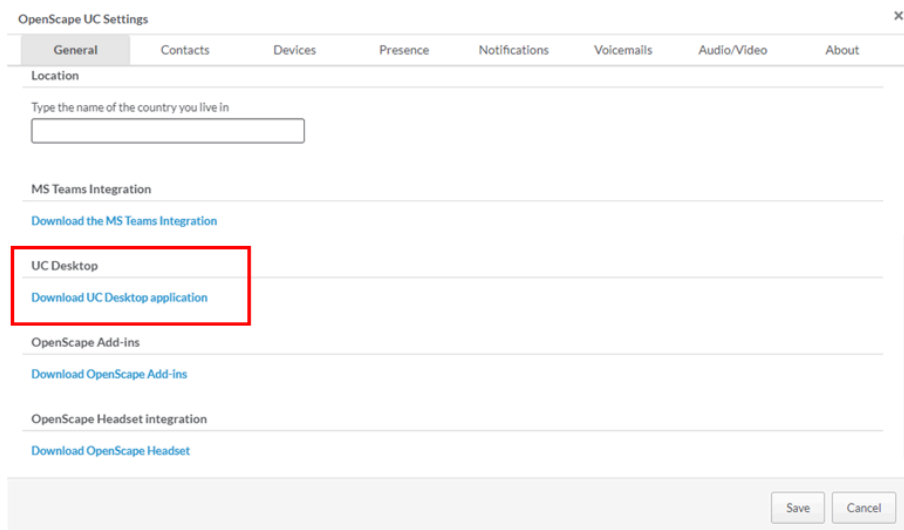 OpenScape UC Settings
General Contacts Devices Presence Notifications Voicemails Audio/Video About
Location
Type the name of the country you live in
MS Teams Integration
Download the MS Teams Integration
UC Desktop
Download UC Desktop application
OpenScape Add-ins
Download OpenScape Add-ins
OpenScape Headset integration
Download OpenScape Headset
Save Cancel